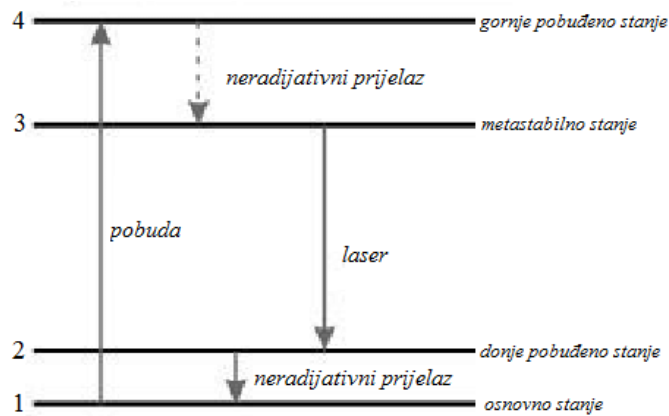 4 gornje pobuđeno stanje
neradijativni prijelaz
3 metastabilno stanje
pobuda
laser
2 donje pobuđeno stanje
neradijativni prijelaz
1 osnovno stanje